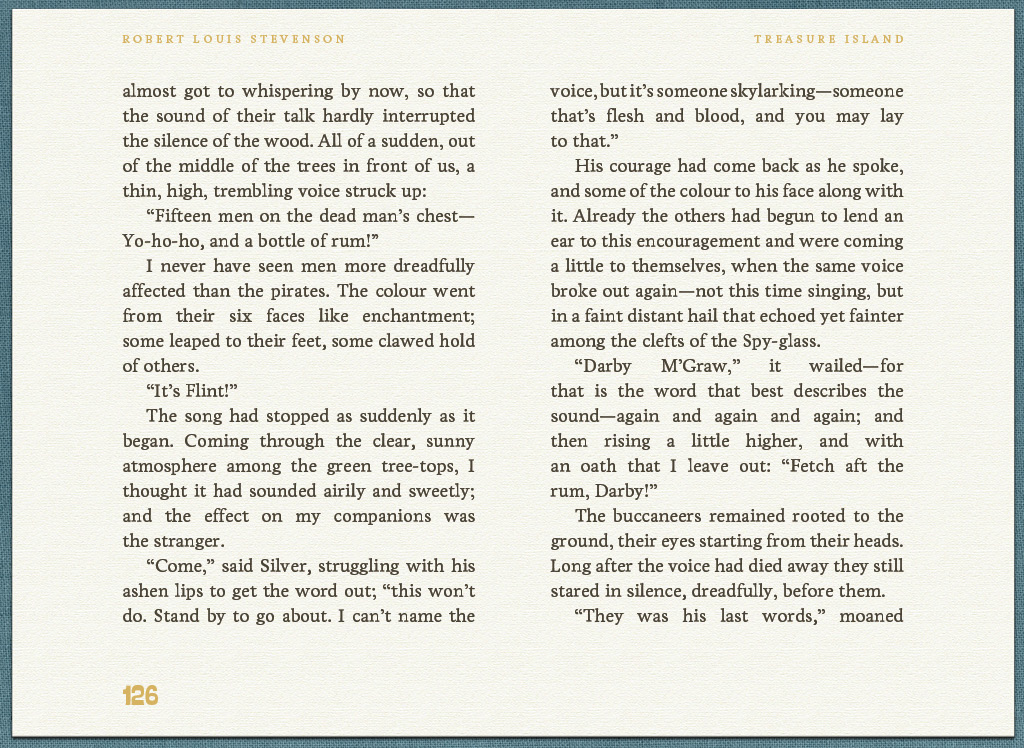 ROBERT LOUIS STEVENSON
TREASURE ISLAND
almost got to whispering by now, so that
the sound of their talk hardly interrupted
the silence of the wood. All of a sudden, out
of the middle of the trees in front of us, a
thin, high, trembling voice struck up:
“Fifteen men on the dead man’s chest—
Yo-ho-ho, and a bottle of rum!”
I never have seen men more dreadfully
affected than the pirates. The colour went
from their six faces like enchantment;
some leaped to their feet, some clawed hold
of others.
“It’s Flint!”
The song had stopped as suddenly as it
began. Coming through the clear, sunny
atmosphere among the green tree-tops, I
thought it had sounded airily and sweetly;
and the effect on my companions was
the stranger.
“Come,” said Silver, struggling with his
ashen lips to get the word out; “this won’t
do. Stand by to go about. I can’t name the
voice, but it’s someone skylarking—someone
that’s flesh and blood, and you may lay
to that.”
His courage had come back as he spoke,
and some of the colour to his face along with
it. Already the others had begun to lend an
ear to this encouragement and were coming
a little to themselves, when the same voice
broke out again—not this time singing, but
in a faint distant hail that echoed yet fainter
among the clefts of the Spy-glass.
“Darby M’Graw,” it wailed—for
that is the word that best describes the
sound—again and again and again; and
then rising a little higher, and with
an oath that I leave out: “Fetch aft the
rum, Darby!”
The buccaneers remained rooted to the
ground, their eyes starting from their heads.
Long after the voice had died away they still
stared in silence, dreadfully, before them.
“They was his last words,” moaned
126